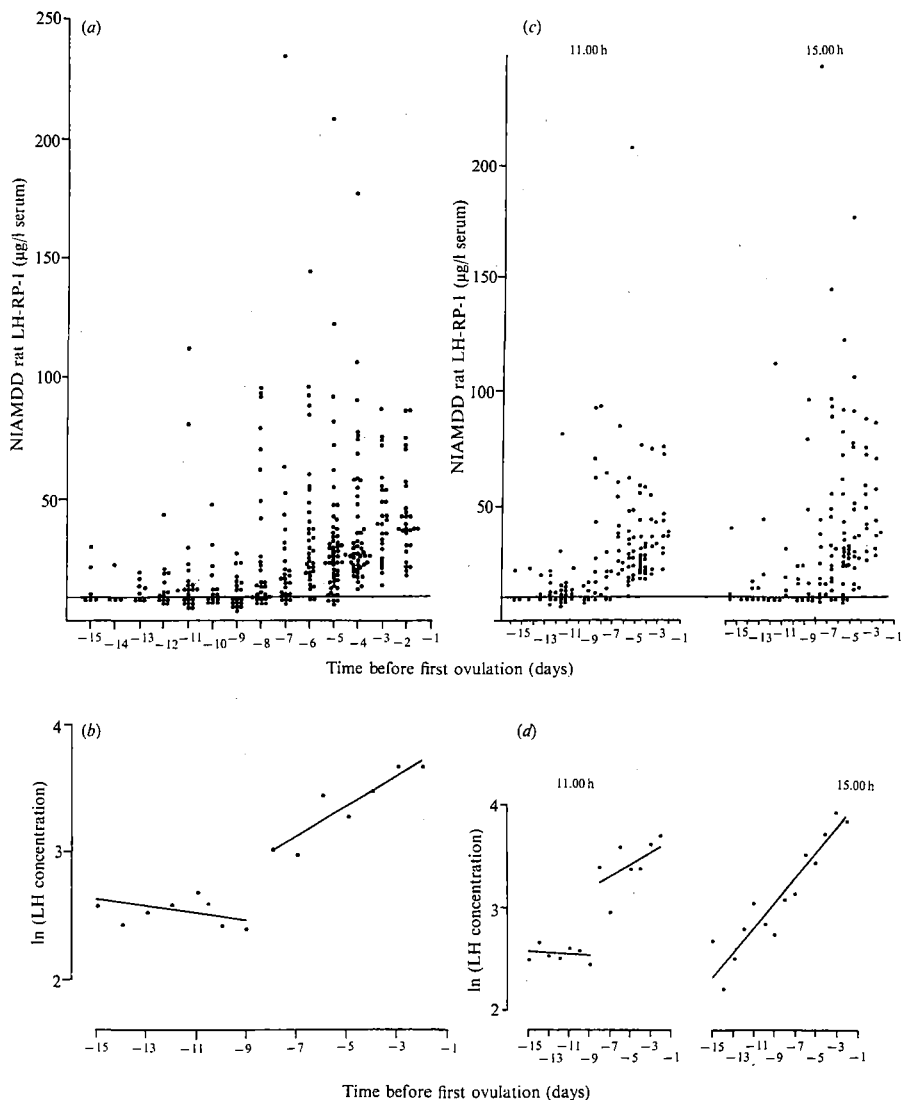 (a)
NIAMDD rat LH-RP-1 (µg/l serum)
250
200
150
100
50
-15 -14 -13 -12 -11 -10 -9 -8 -7 -6 -5 -4 -3 -2 -1
(c)
11.00 h
15.00 h
NIAMDD rat LH-RP-1 (µg/l serum)
200
150
100
50
-15 -13 -11 -9 -7 -5 -3 -1
-15 -13 -11 -9 -7 -5 -3 -1
Time before first ovulation (days)
(b)
ln (LH concentration)
4
3
2
-15 -13 -11 -9 -7 -5 -3 -1
(d)
11.00 h
15.00 h
ln (LH concentration)
4
3
2
-15 -13 -11 -9 -7 -5 -3 -1
-15 -13 -11 -9 -7 -5 -3 -1
Time before first ovulation (days)